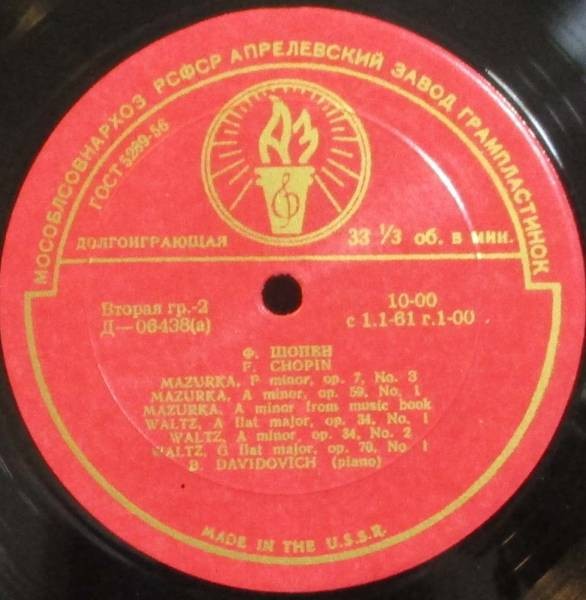 МОСОБЛСОВНАРХОЗ РСФСР АПРЕЛЕВСКИЙ ЗАВОД ГРАМПЛАСТИНОК
ГОСТ 5289-56
АЗ
ДОЛГОИГРАЮЩАЯ 33 ⅓ об. в мин.
Вторая гр.-2 10-00
Д—06438(а) с 1.1-61 г.1-00
Ф. ШОПЕН
F. CHOPIN
MAZURKA, F minor, op. 7, No. 3
MAZURKA, A minor, op. 59, No. 1
MAZURKA, A minor from music book
WALTZ, A flat major, op. 34, No. 1
WALTZ, A minor, op. 34, No. 2
WALTZ, G flat major, op. 70, No. 1
B. DAVIDOVICH (piano)
MADE IN THE U.S.S.R.